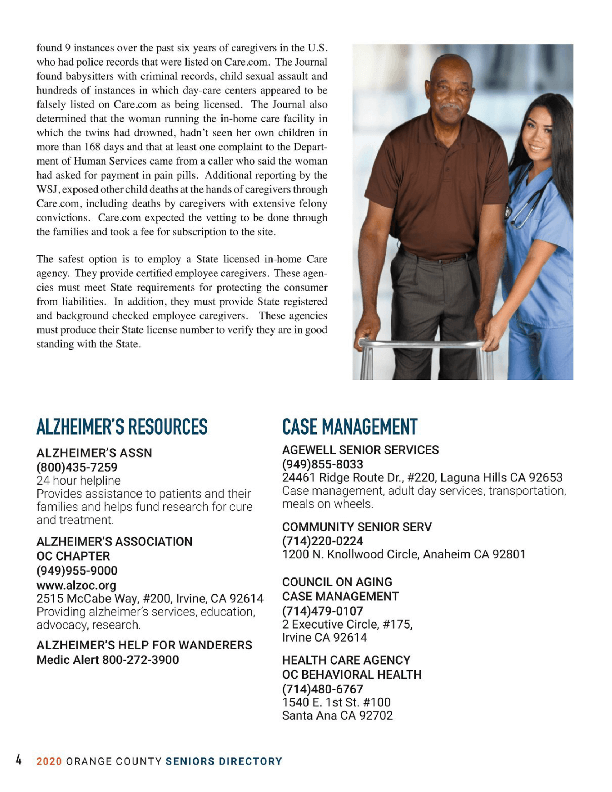 found 9 instances over the past six years of caregivers in the U.S.
who had police records that were listed on Care.com.  The Journal
found babysitters with criminal records, child sexual assault and
hundreds of instances in which day-care centers appeared to be
falsely listed on Care.com as being licensed.  The Journal also
determined that the woman running the in-home care facility in
which the twins had drowned, hadn't seen her own children in
more than 168 days and that at least one complaint to the Depart-
ment of Human Services came from a caller who said the woman
had asked for payment in pain pills.  Additional reporting by the
WSJ, exposed other child deaths at the hands of caregivers through
Care.com, including deaths by caregivers with extensive felony
convictions.  Care.com expected the vetting to be done through
the families and took a fee for subscription to the site.
The safest option is to employ a State licensed in-home Care
agency.  They provide certified employee caregivers.  These agen-
cies must meet State requirements for protecting the consumer
from liabilities.  In addition, they must provide State registered
and background checked employee caregivers.  These agencies
must produce their State license number to verify they are in good
standing with the State.
ALZHEIMER'S RESOURCES
ALZHEIMER'S ASSN
(800)435-7259
24 hour helpline
Provides assistance to patients and their
families and helps fund research for cure
and treatment.
ALZHEIMER'S ASSOCIATION
OC CHAPTER
(949)955-9000
www.alzoc.org
2515 McCabe Way, #200, Irvine, CA 92614
Providing alzheimer's services, education,
advocacy, research.
ALZHEIMER'S HELP FOR WANDERERS
Medic Alert 800-272-3900
CASE MANAGEMENT
AGEWELL SENIOR SERVICES
(949)855-8033
24461 Ridge Route Dr., #220, Laguna Hills CA 92653
Case management, adult day services, transportation,
meals on wheels.
COMMUNITY SENIOR SERV
(714)220-0224
1200 N. Knollwood Circle, Anaheim CA 92801
COUNCIL ON AGING
CASE MANAGEMENT
(714)479-0107
2 Executive Circle, #175,
Irvine CA 92614
HEALTH CARE AGENCY
OC BEHAVIORAL HEALTH
(714)480-6767
1540 E. 1st St. #100
Santa Ana CA 92702
4 2020 ORANGE COUNTY SENIORS DIRECTORY